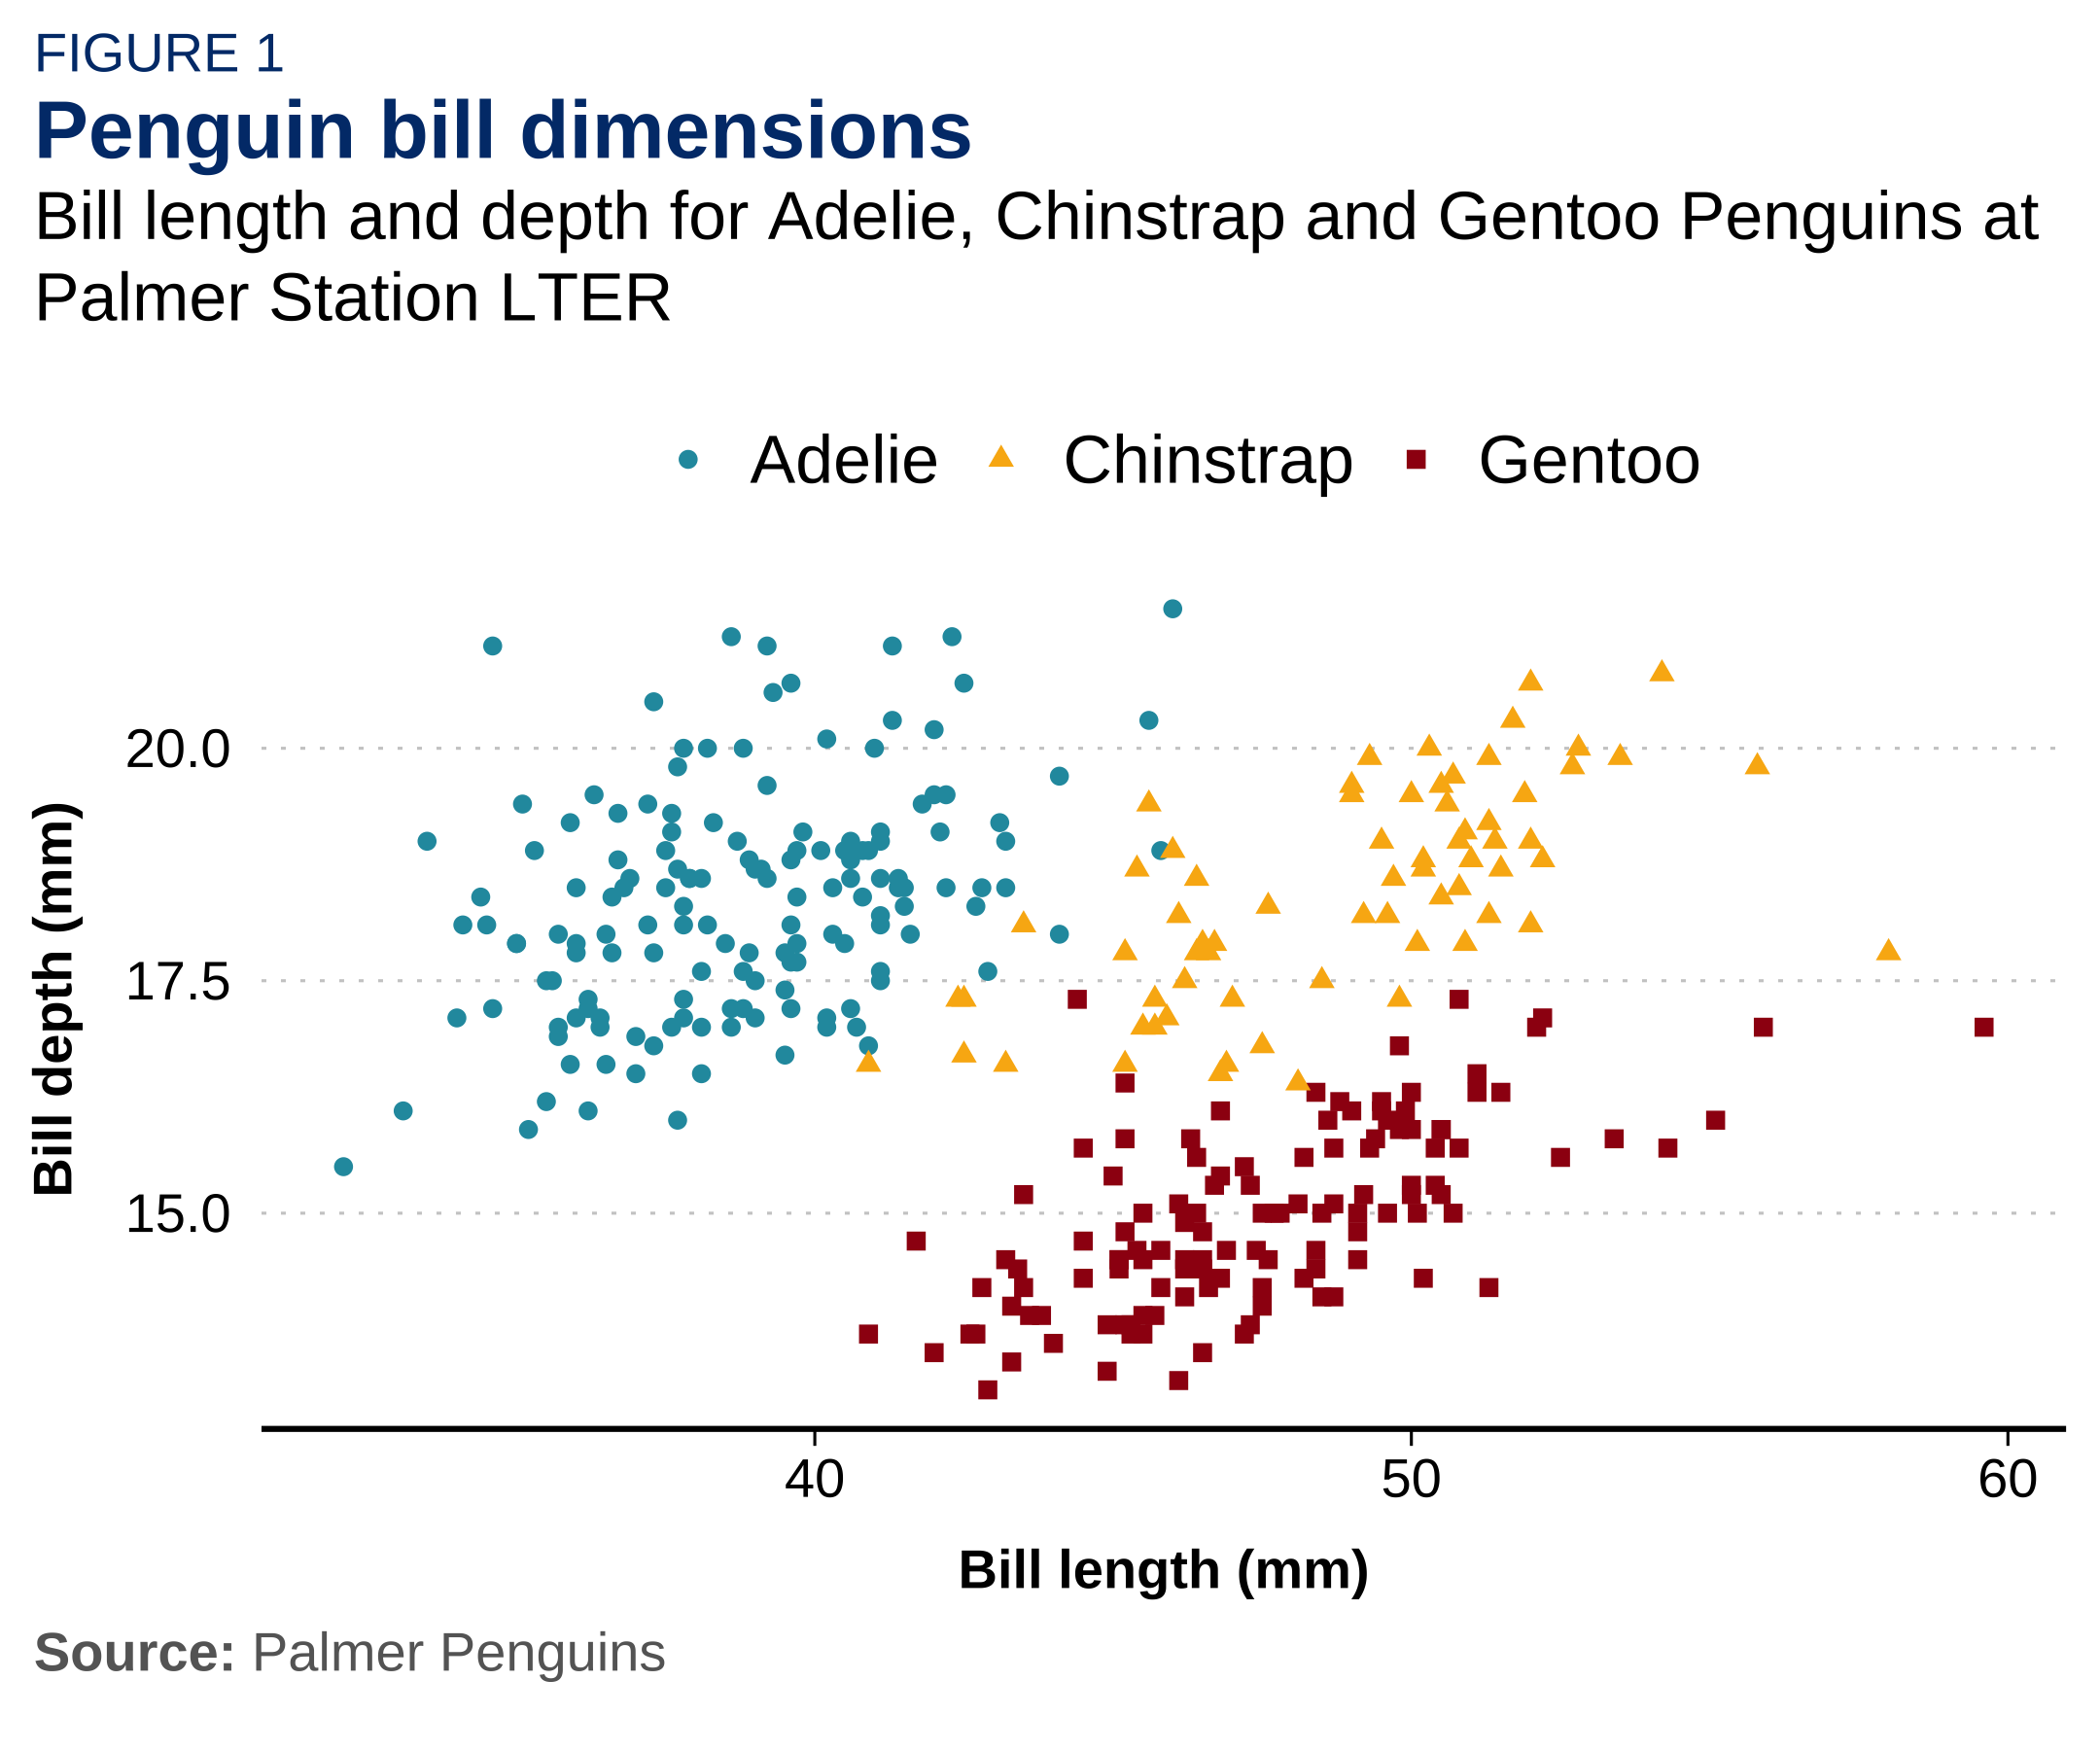 FIGURE 1
Penguin bill dimensions
Bill length and depth for Adelie, Chinstrap and Gentoo Penguins at
Palmer Station LTER
Adelie Chinstrap Gentoo
20.0
17.5
15.0
Bill depth (mm)
40 50 60
Bill length (mm)
Source: Palmer Penguins